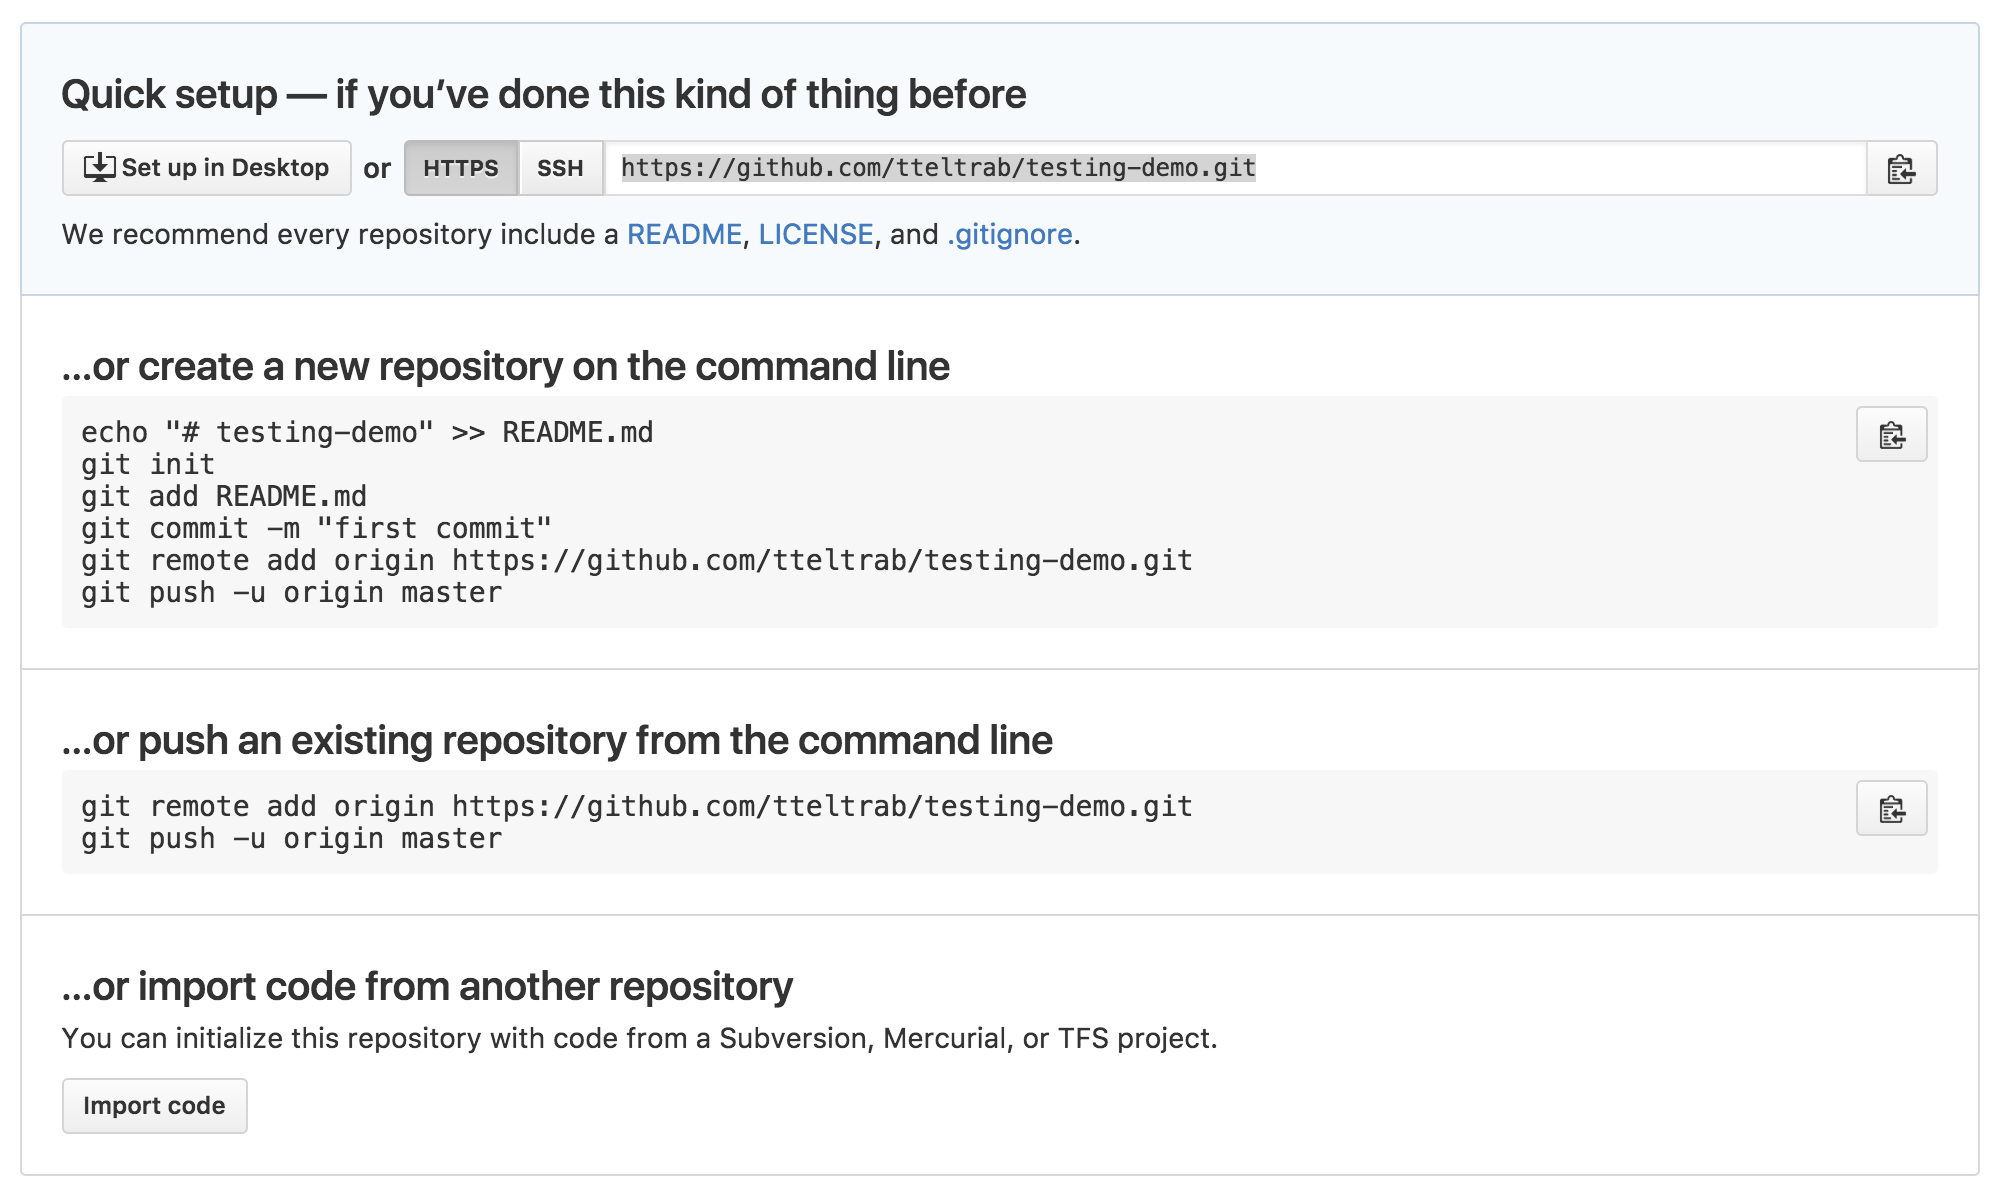 Quick setup — if you’ve done this kind of thing before
Set up in Desktop or HTTPS SSH https://github.com/tteltrab/testing-demo.git
We recommend every repository include a README, LICENSE, and .gitignore.
…or create a new repository on the command line
echo "# testing-demo" >> README.md
git init
git add README.md
git commit -m "first commit"
git remote add origin https://github.com/tteltrab/testing-demo.git
git push -u origin master
…or push an existing repository from the command line
git remote add origin https://github.com/tteltrab/testing-demo.git
git push -u origin master
…or import code from another repository
You can initialize this repository with code from a Subversion, Mercurial, or TFS project.
Import code